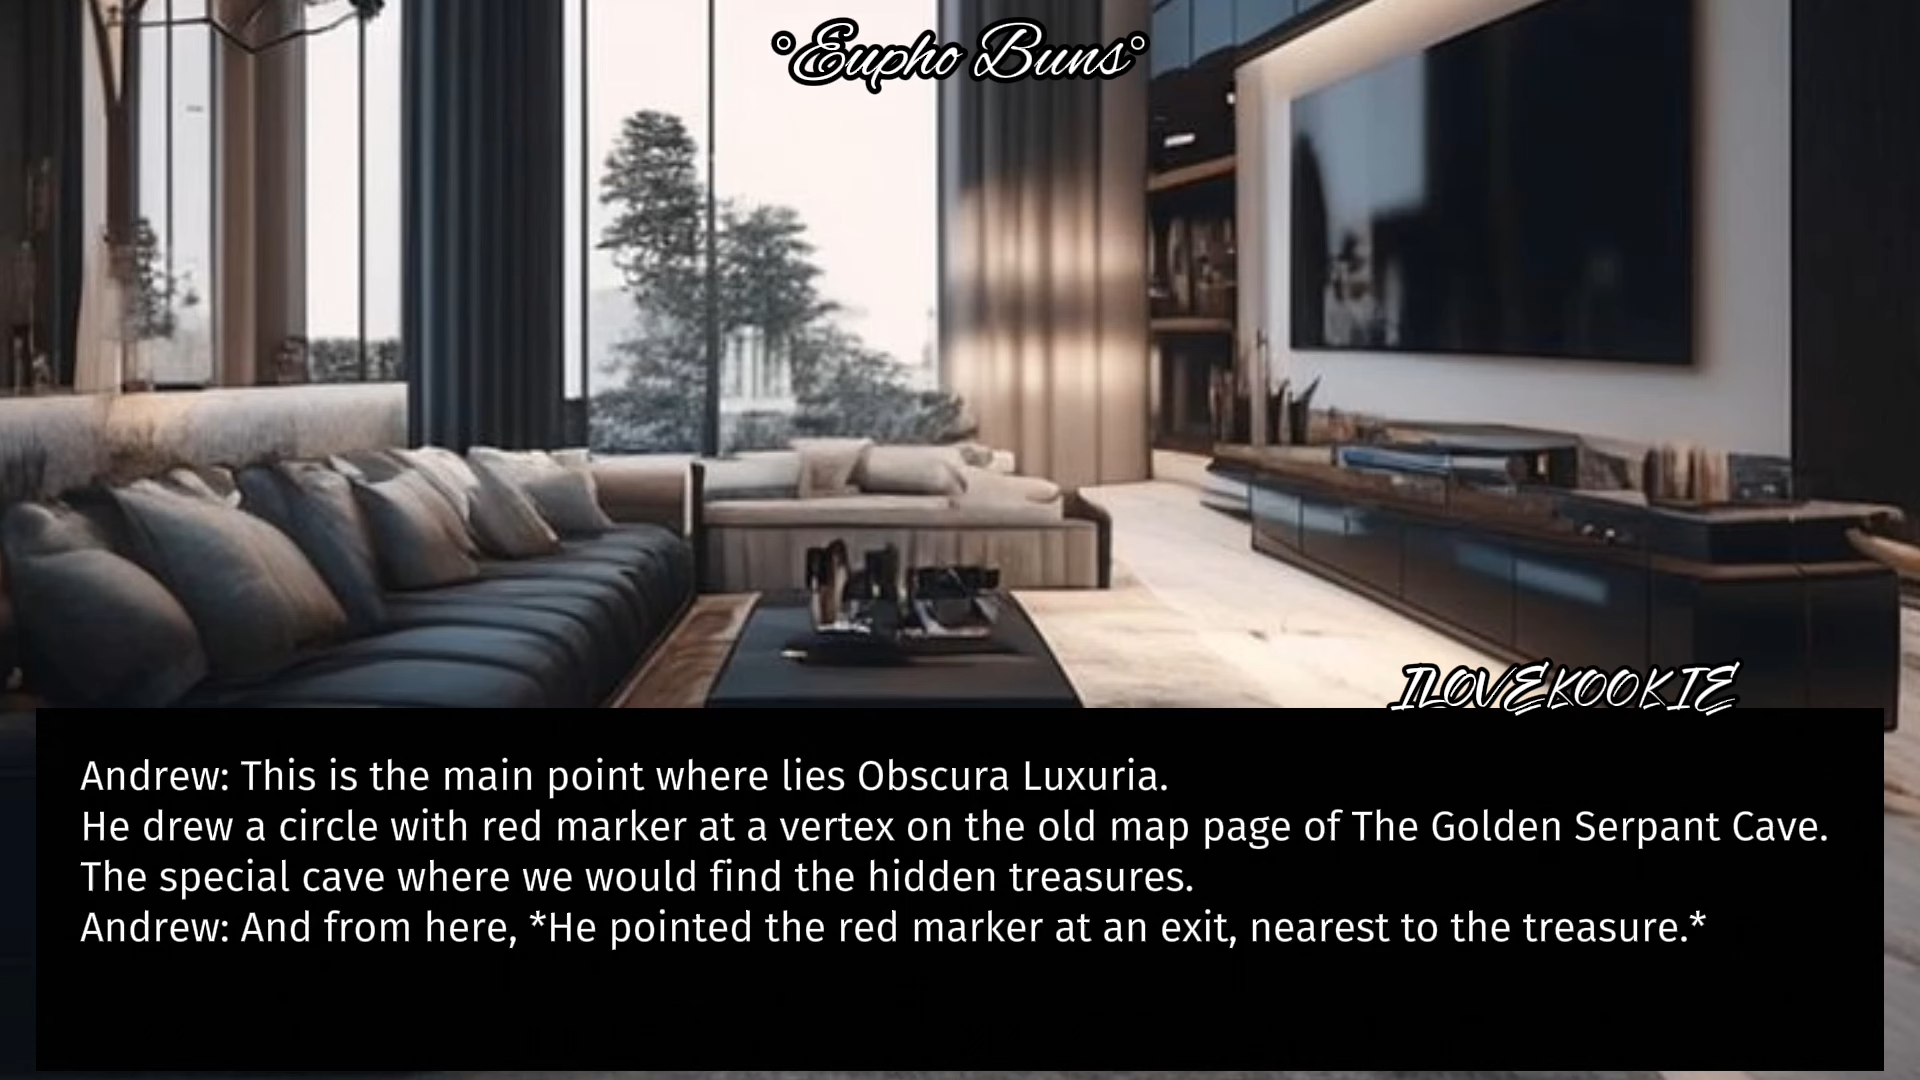 °Eupho Buns°
ILOVEKOOKIE
Andrew: This is the main point where lies Obscura Luxuria.
He drew a circle with red marker at a vertex on the old map page of The Golden Serpant Cave.
The special cave where we would find the hidden treasures.
Andrew: And from here, *He pointed the red marker at an exit, nearest to the treasure.*